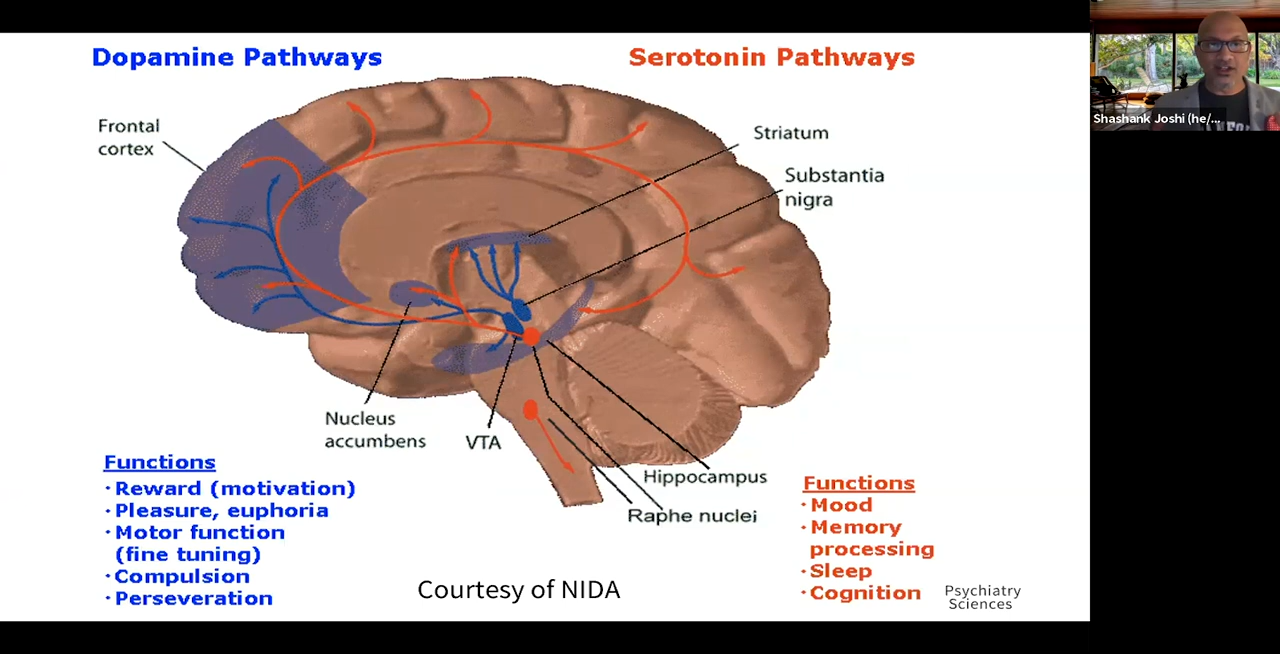 Dopamine Pathways
Serotonin Pathways
Frontal
cortex
Striatum
Substantia
nigra
Nucleus
accumbens
VTA
Hippocampus
Raphe nuclei
Functions
·Reward (motivation)
·Pleasure, euphoria
·Motor function
(fine tuning)
·Compulsion
·Perseveration
Functions
·Mood
·Memory
processing
·Sleep
·Cognition
Courtesy of NIDA
Psychiatry
Sciences
Shashank Joshi (he/...